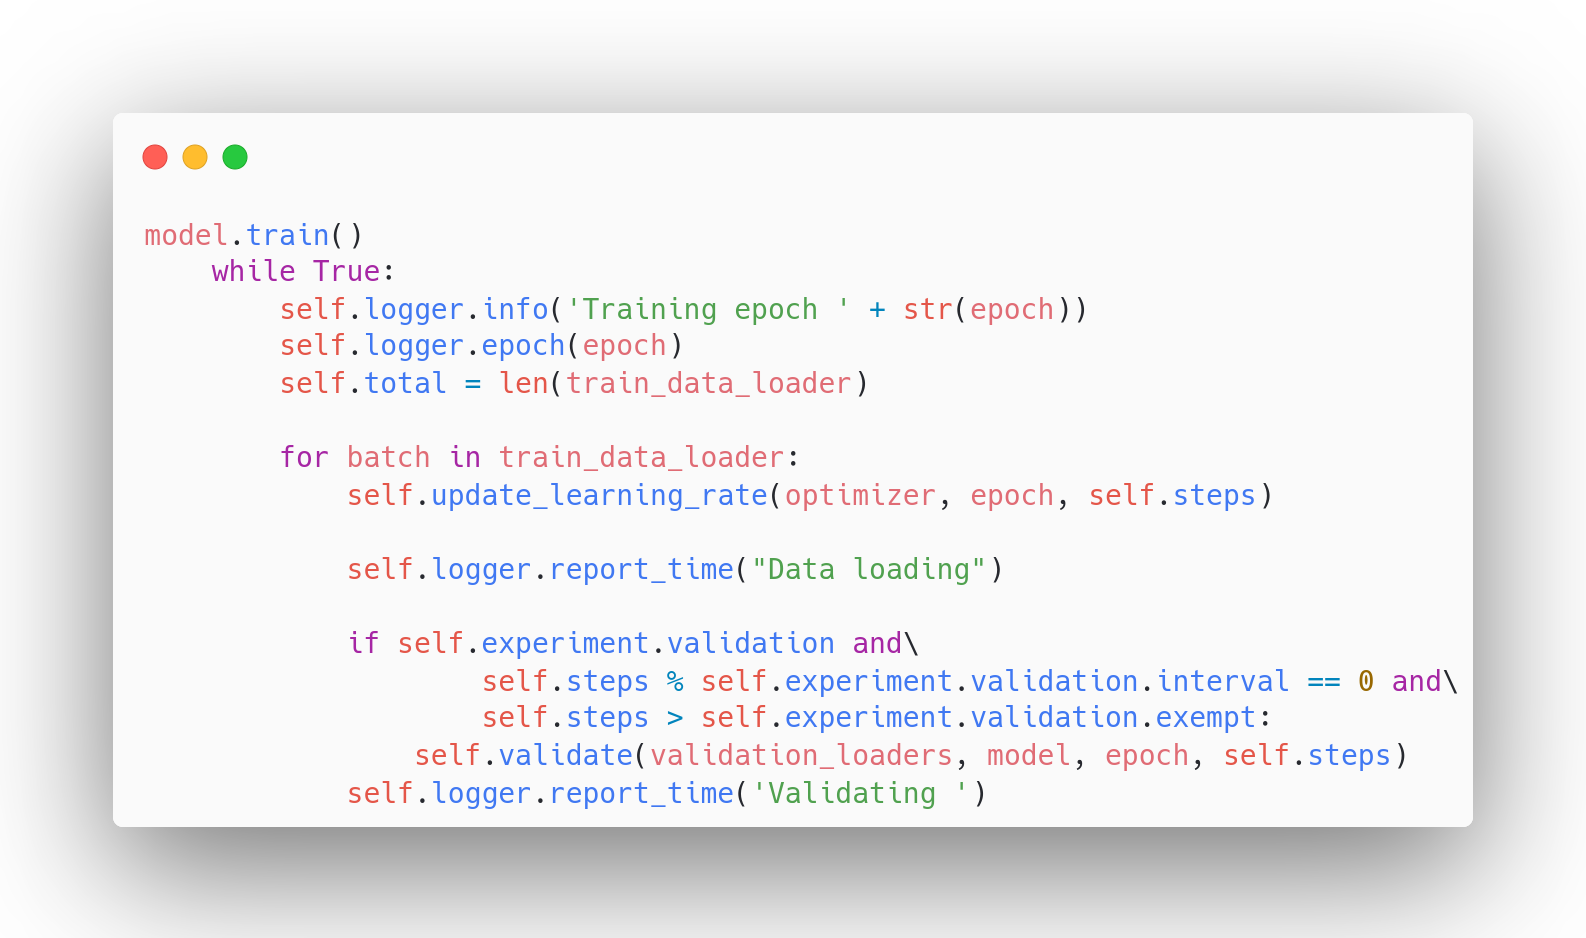 model.train()
    while True:
        self.logger.info('Training epoch ' + str(epoch))
        self.logger.epoch(epoch)
        self.total = len(train_data_loader)

        for batch in train_data_loader:
            self.update_learning_rate(optimizer, epoch, self.steps)

            self.logger.report_time("Data loading")

            if self.experiment.validation and\
                    self.steps % self.experiment.validation.interval == 0 and\
                    self.steps > self.experiment.validation.exempt:
                self.validate(validation_loaders, model, epoch, self.steps)
            self.logger.report_time('Validating ')